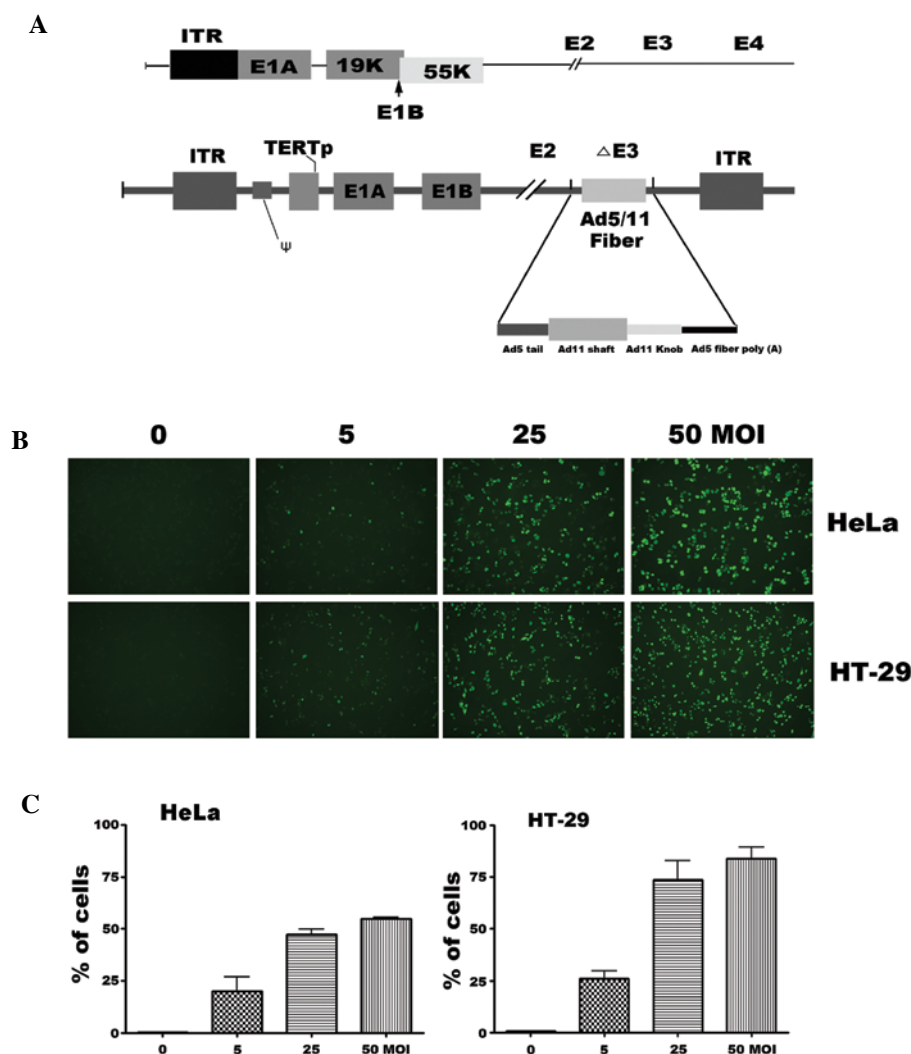 A
ITR E1A 19K 55K E2 E3 E4
E1B
ITR TERTp E1A E1B E2 △E3 ITR
ψ
Ad5/11
Fiber
Ad5 tail Ad11 shaft Ad11 Knob Ad5 fiber poly (A)
B
0 5 25 50 MOI
HeLa
HT-29
C
HeLa
% of cells
100
75
50
25
0
0 5 25 50 MOI
HT-29
% of cells
100
75
50
25
0
0 5 25 50 MOI